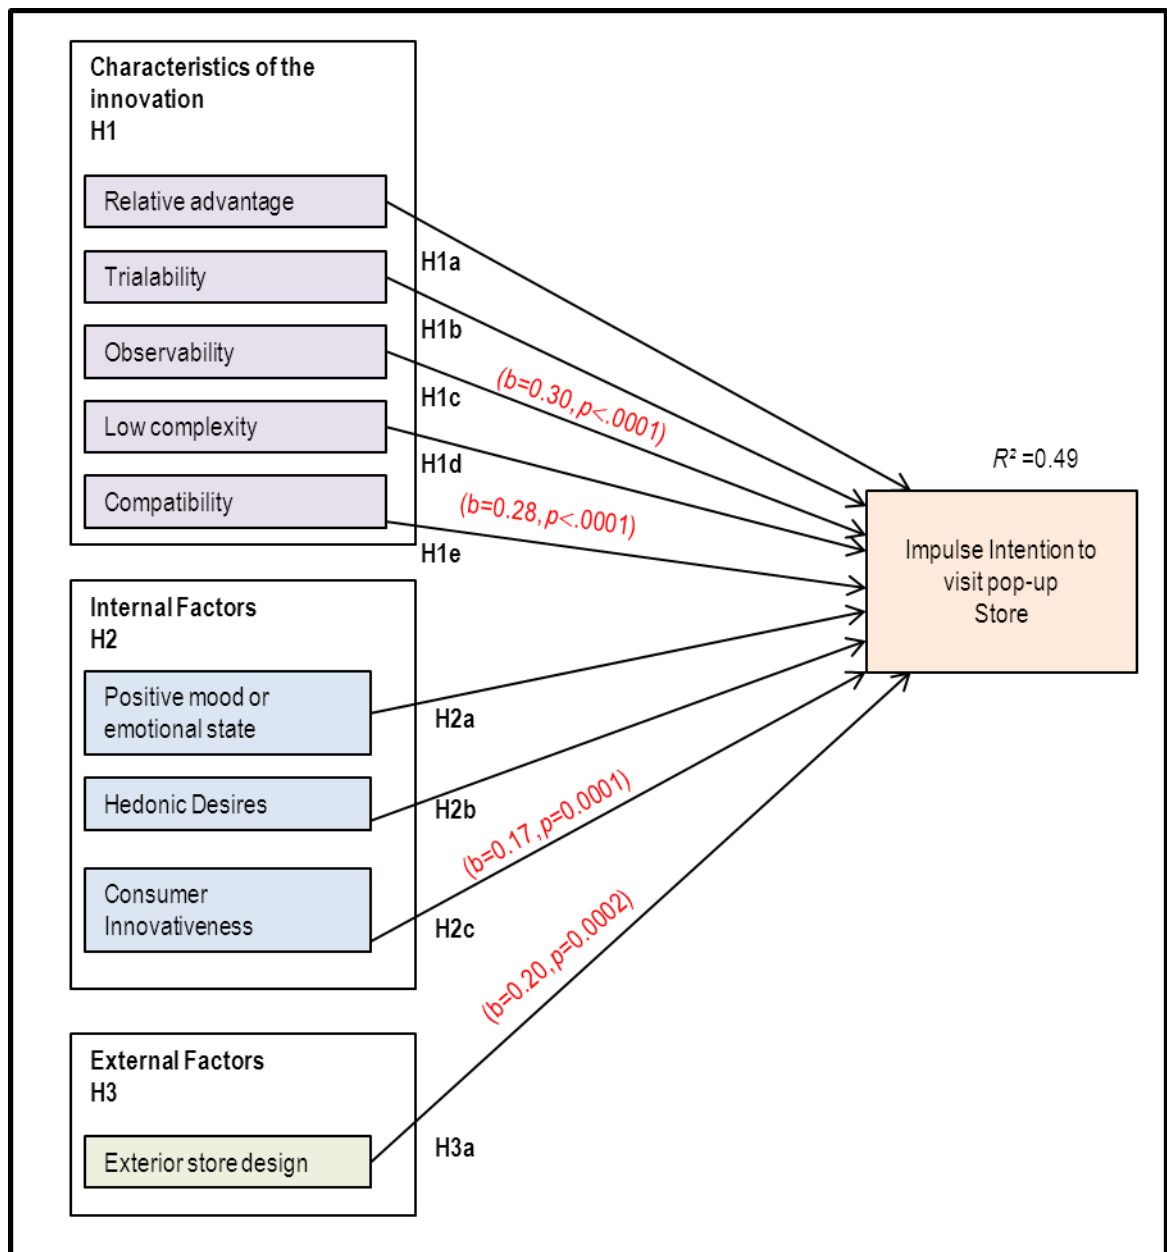 Characteristics of the
innovation
H1
Relative advantage
Trialability
Observability
Low complexity
Compatibility
H1a
H1b
H1c
H1d
H1e
(b=0.30, p<.0001)
(b=0.28, p<.0001)
R² =0.49
Impulse Intention to
visit pop-up
Store
Internal Factors
H2
Positive mood or
emotional state
Hedonic Desires
Consumer
Innovativeness
H2a
H2b
H2c
(b=0.17, p=0.0001)
(b=0.20, p=0.0002)
External Factors
H3
Exterior store design
H3a